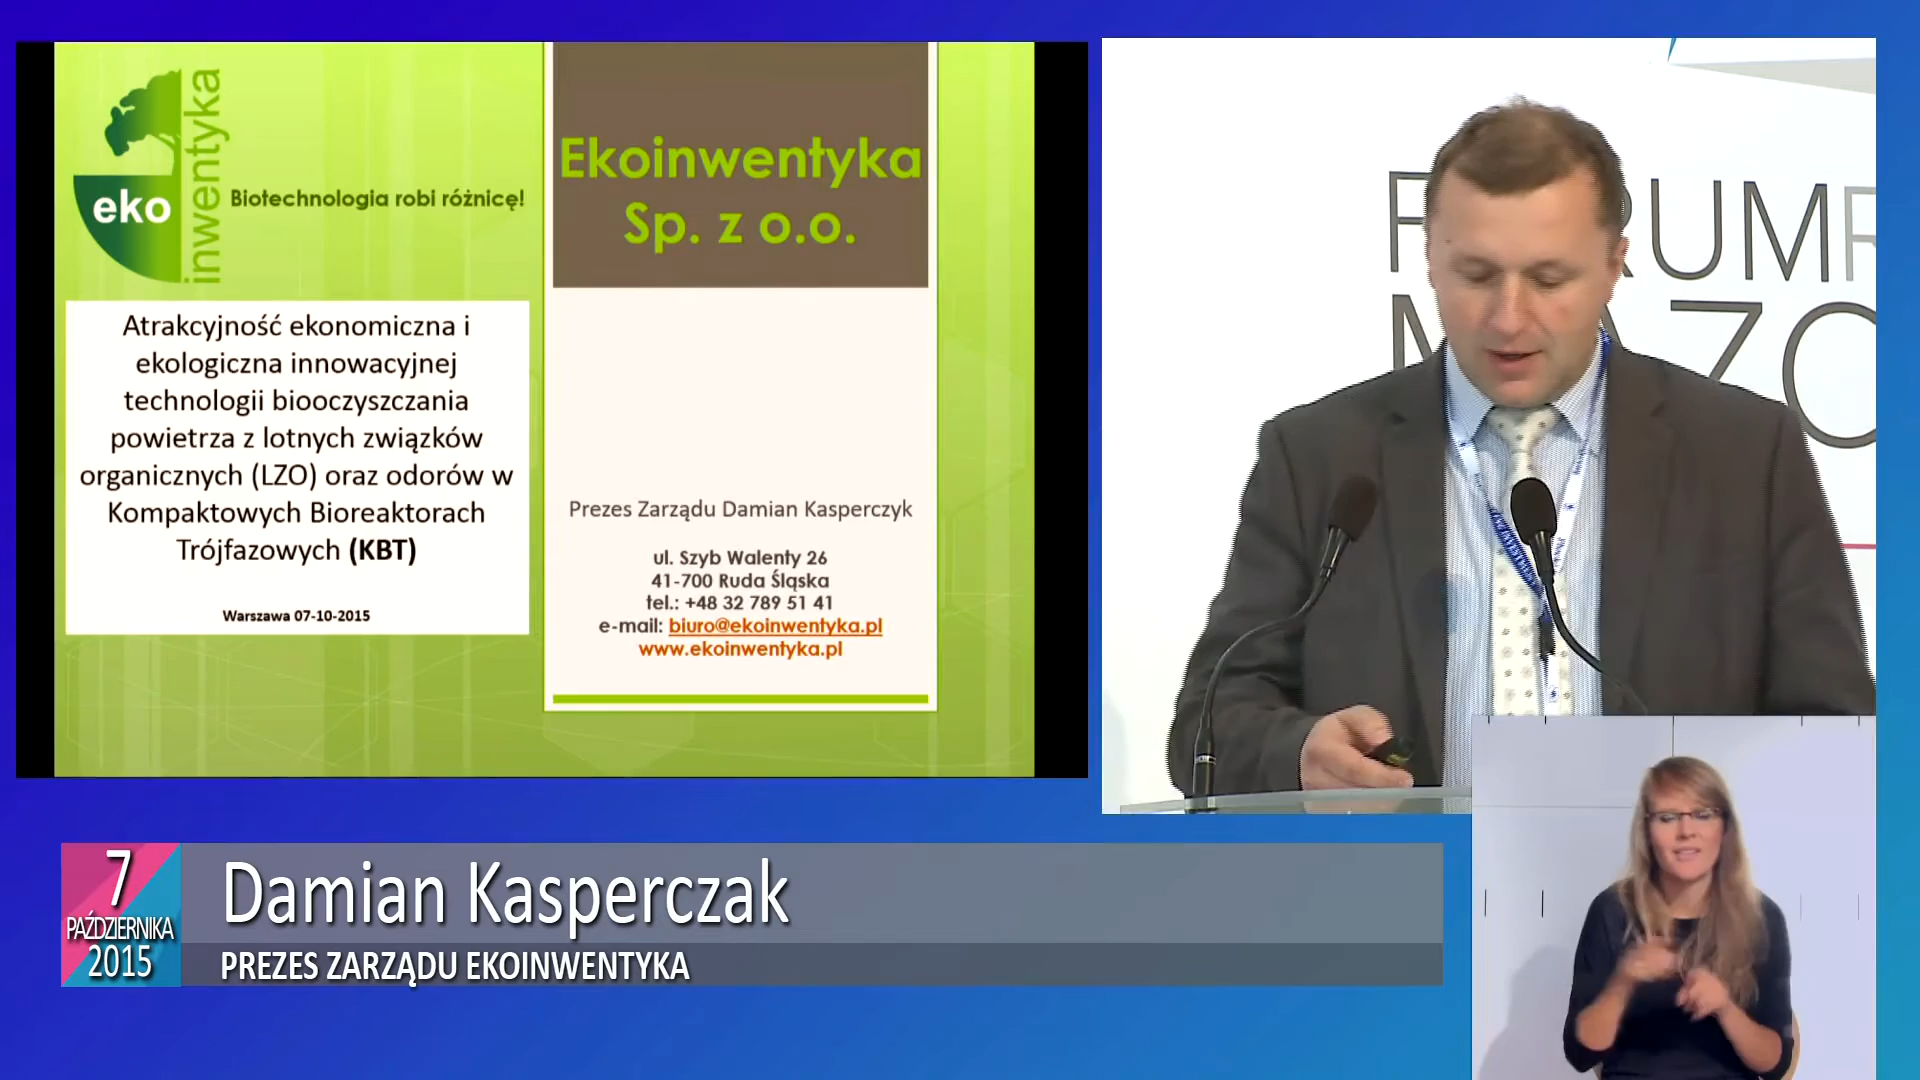 eko
inwentyka
Biotechnologia robi różnicę!
Atrakcyjność ekonomiczna i
ekologiczna innowacyjnej
technologii biooczyszczania
powietrza z lotnych związków
organicznych (LZO) oraz odorów w
Kompaktowych Bioreaktorach
Trójfazowych (KBT)
Warszawa 07-10-2015
Ekoinwentyka
Sp. z o.o.
Prezes Zarządu Damian Kasperczyk
ul. Szyb Walenty 26
41-700 Ruda Śląska
tel.: +48 32 789 51 41
e-mail: biuro@ekoinwentyka.pl
www.ekoinwentyka.pl
7
PAŹDZIERNIKA
2015
Damian Kasperczak
PREZES ZARZĄDU EKOINWENTYKA